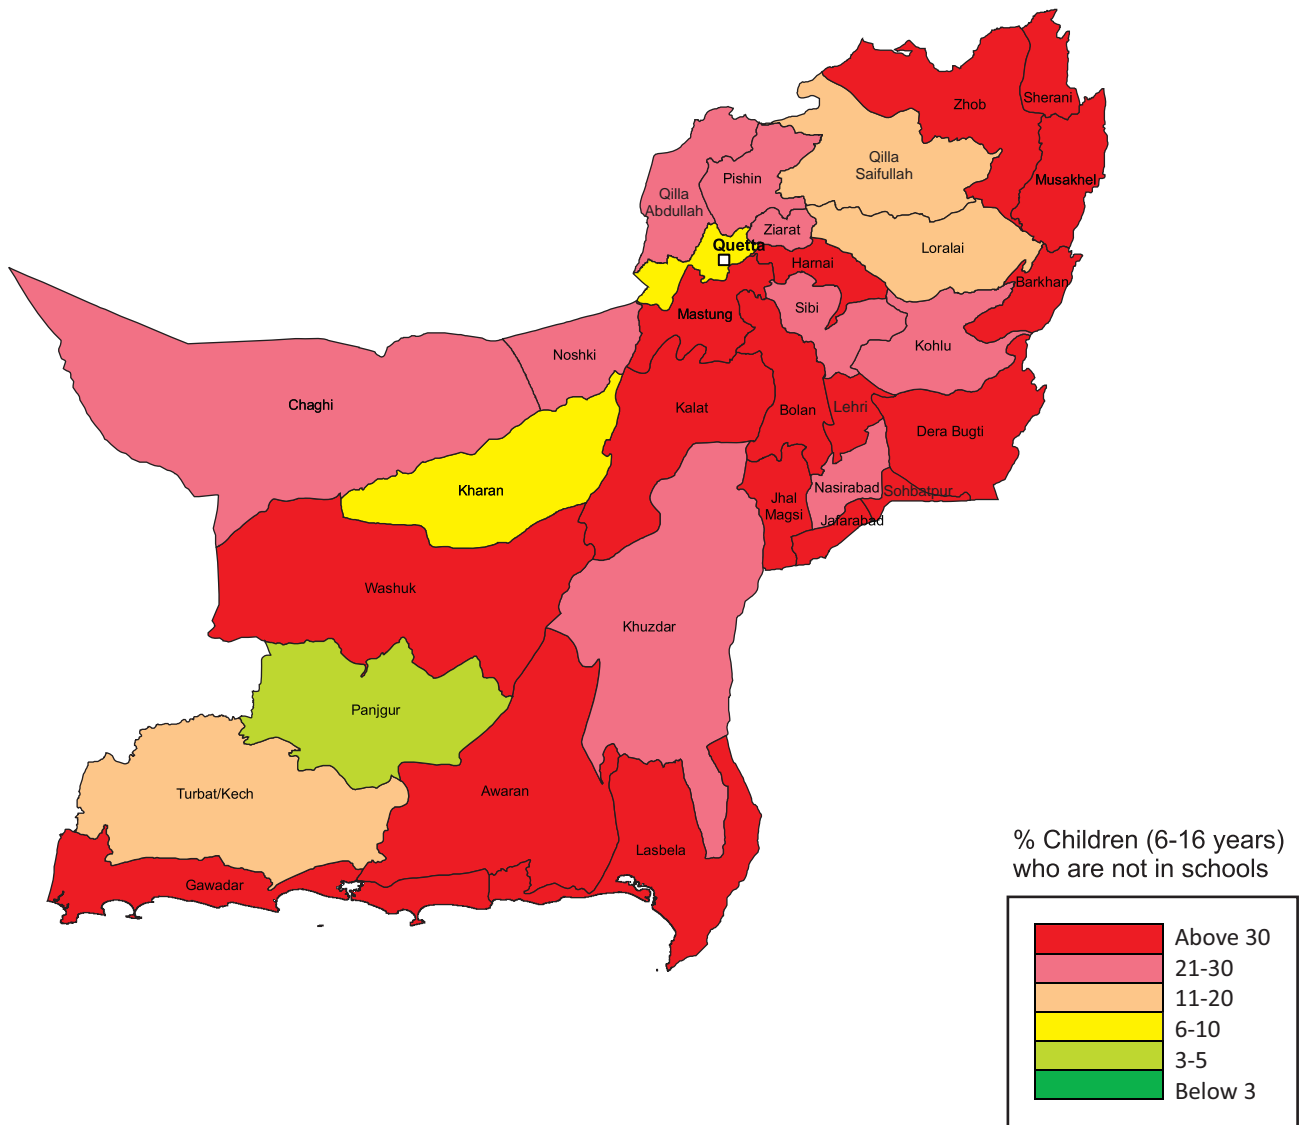 Zhob
Sherani
Qilla
Saifullah
Musakhel
Pishin
Qilla
Abdullah
Ziarat
Quetta
Loralai
Harnai
Barkhan
Sibi
Mastung
Kohlu
Noshki
Chaghi
Kalat
Bolan
Lehri
Dera Bugti
Kharan
Nasirabad
Sohbatpur
Jhal
Magsi
Jafarabad
Washuk
Khuzdar
Panjgur
Turbat/Kech
Awaran
Lasbela
Gawadar
% Children (6-16 years)
who are not in schools
Above 30
21-30
11-20
6-10
3-5
Below 3